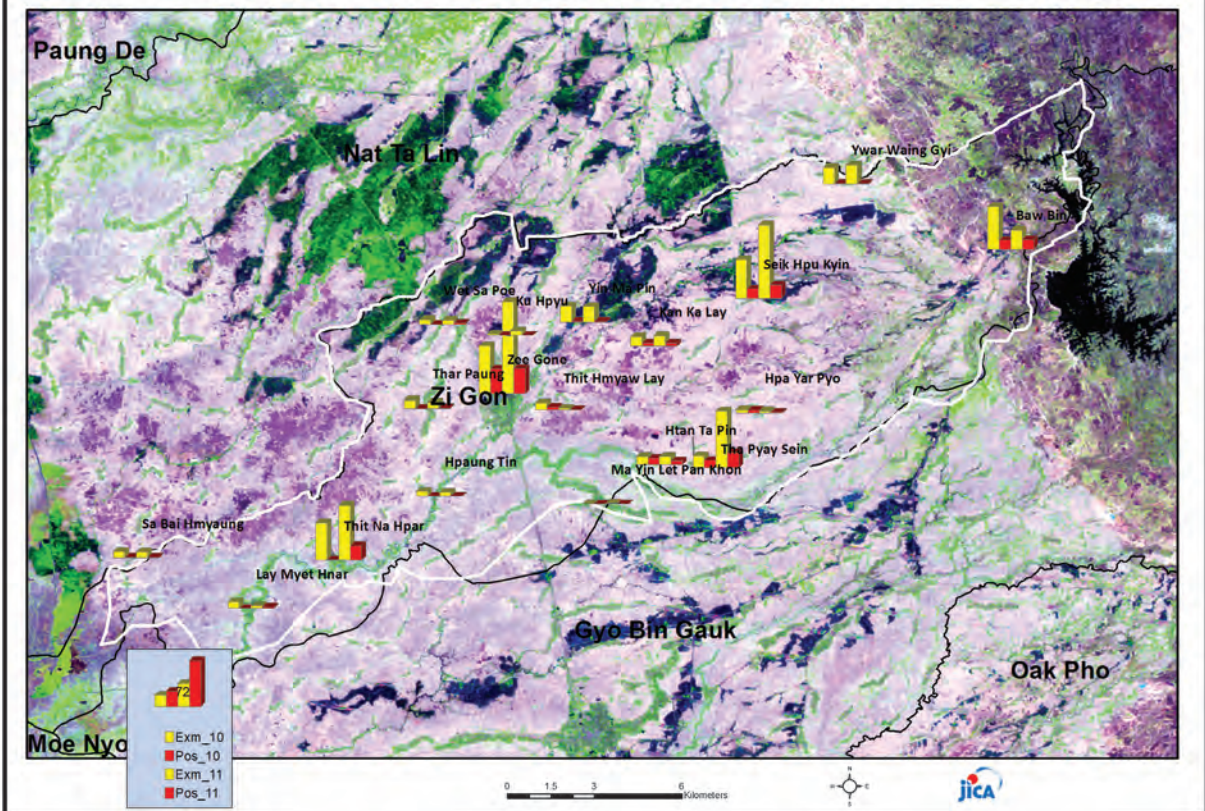 Paung De
Nat Ta Lin
Ywar Waing Gyi
Baw Bin
Seik Hpu Kyin
Wet Sa Poe
Ku Hpyu
Yin Ma Pin
Kan Ka Lay
Zee Gone
Thar Paung
Thit Hmyaw Lay
Hpa Yar Pyo
Zi Gon
Htan Ta Pin
Tha Pyay Sein
Hpaung Tin
Ma Yin Let Pan Khon
Sa Bai Hmyaung
Thit Na Hpar
Lay Myet Hnar
Gyo Bin Gauk
Oak Pho
72
Exm_10
Pos_10
Exm_11
Pos_11
Moe Nyo
0 1.5 3 6
Kilometers
N
W E
S
jICA